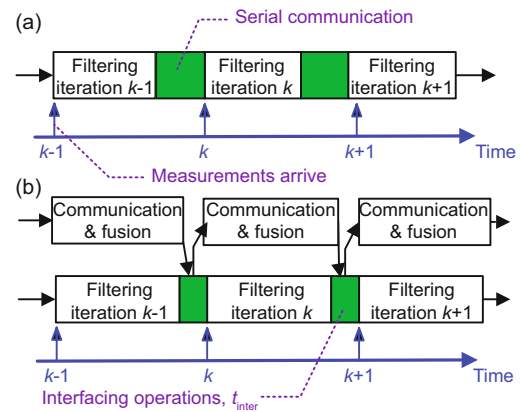 (a)
Serial communication
Filtering
iteration k-1
Filtering
iteration k
Filtering
iteration k+1
k-1
k
k+1
Time
Measurements arrive
(b)
Communication
& fusion
Communication
& fusion
Communication
& fusion
Filtering
iteration k-1
Filtering
iteration k
Filtering
iteration k+1
k-1
k
k+1
Time
Interfacing operations, t_inter